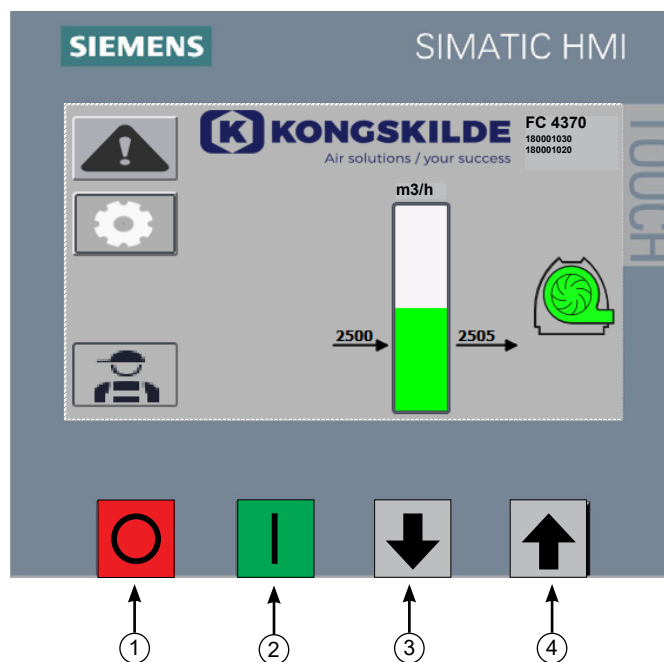 SIEMENS
SIMATIC HMI
TOUCH
K KONGSKILDE
Air solutions / your success
FC 4370
180001030
180001020
m3/h
2500
2505
1
2
3
4